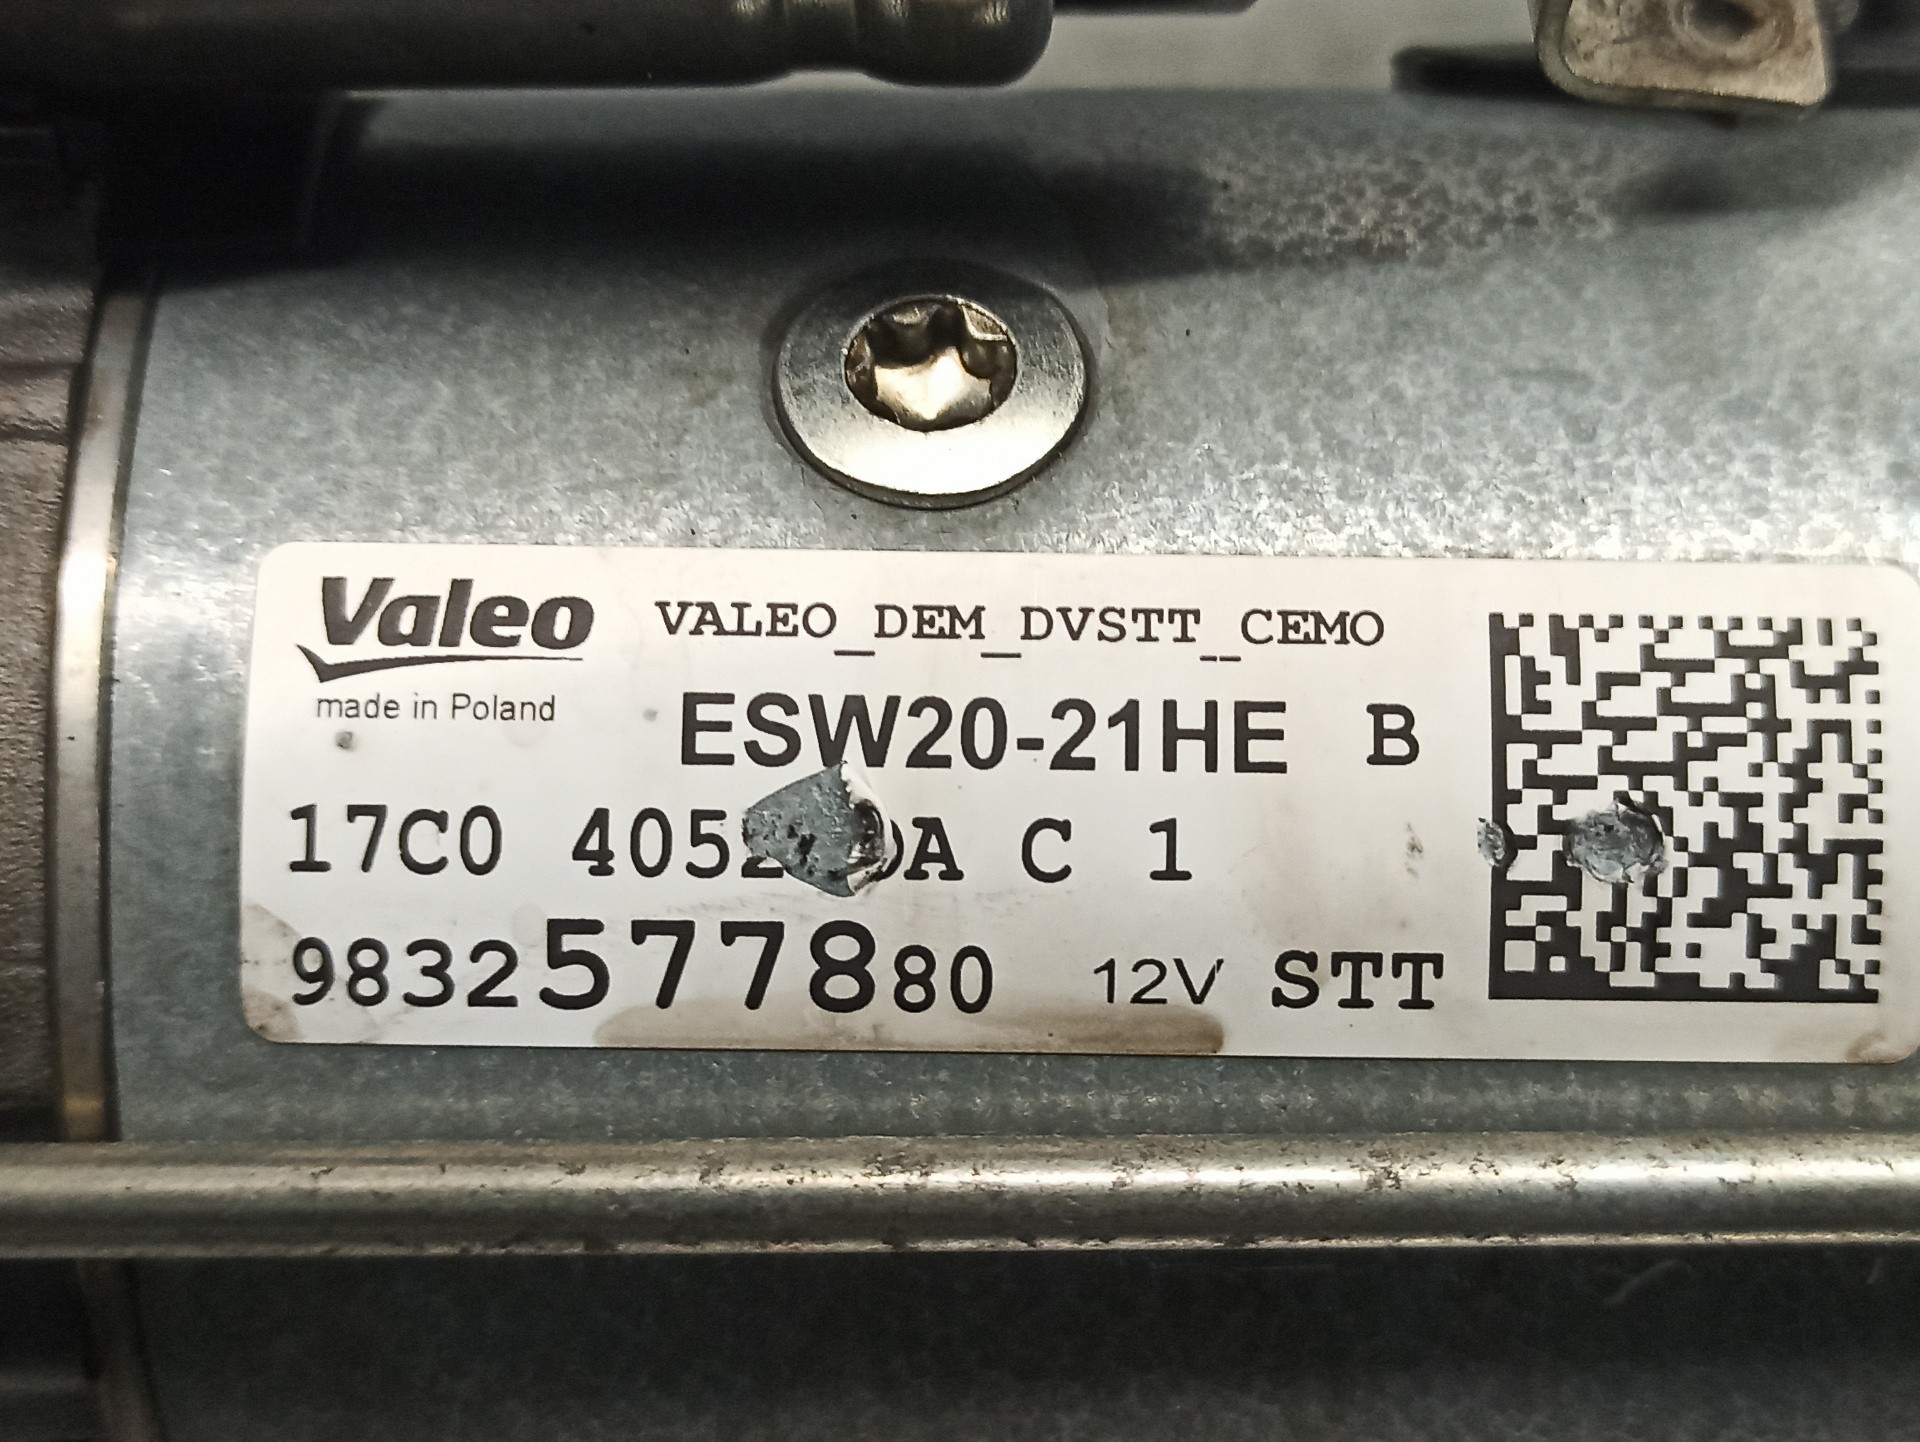 Valeo VALEO_DEM_DVSTT_CEMO
made in Poland
ESW20-21HE B
17C0 C 1
9832577880 12V STT